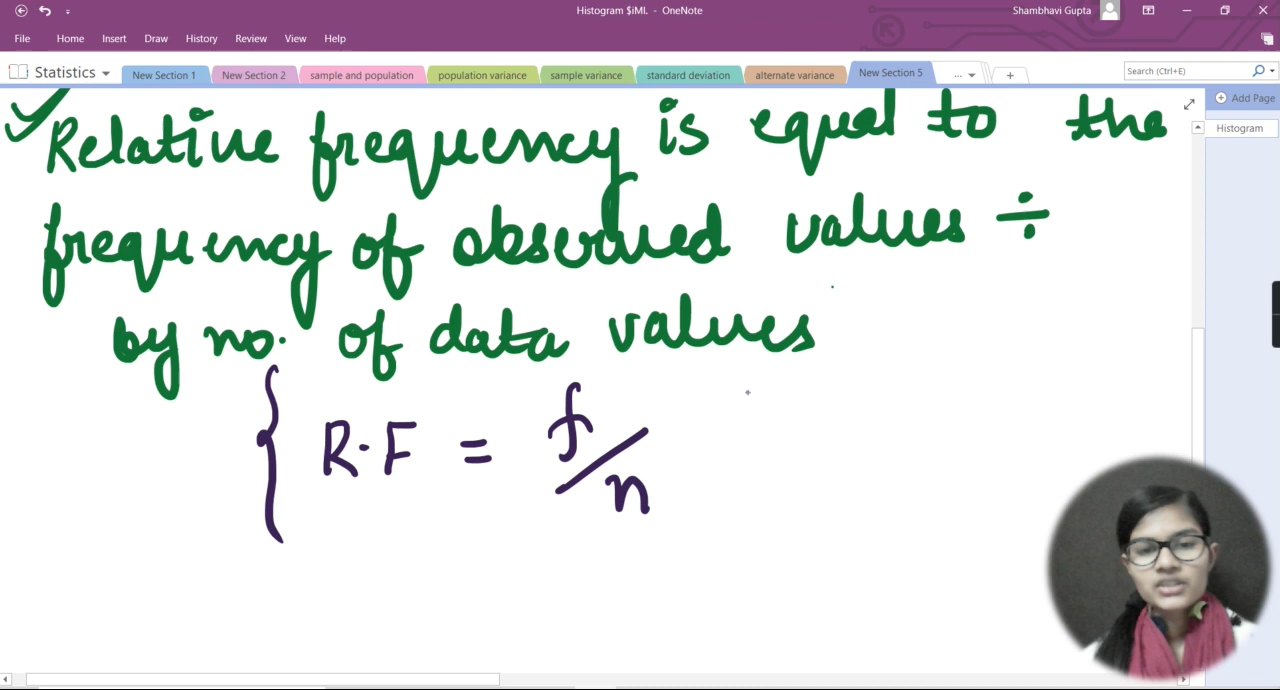 Histogram $iML - OneNote
Shambhavi Gupta
File Home Insert Draw History Review View Help
Statistics
New Section 1
New Section 2
sample and population
population variance
sample variance
standard deviation
alternate variance
New Section 5
...
Search (Ctrl+E)
Add Page
Histogram
Relative frequency is equal to the
frequency of observed values ÷
by no. of data values
R.F = f/n